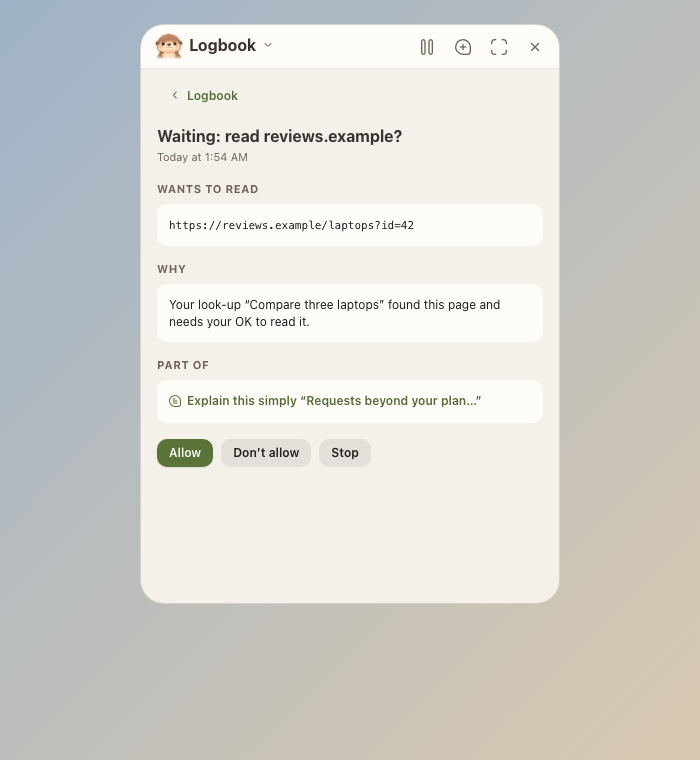 Logbook
Logbook
Waiting: read reviews.example?
Today at 1:54 AM
WANTS TO READ
https://reviews.example/laptops?id=42
WHY
Your look-up “Compare three laptops” found this page and
needs your OK to read it.
PART OF
Explain this simply “Requests beyond your plan…”
Allow
Don’t allow
Stop